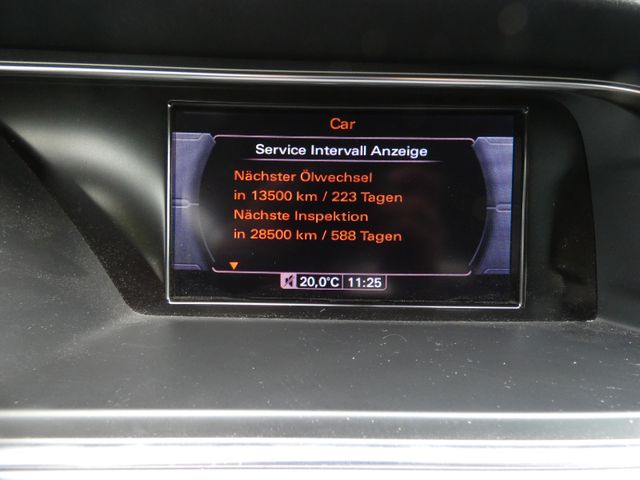 Car
Service Intervall Anzeige
Nächster Ölwechsel
in 13500 km / 223 Tagen
Nächste Inspektion
in 28500 km / 588 Tagen
20,0°C 11:25